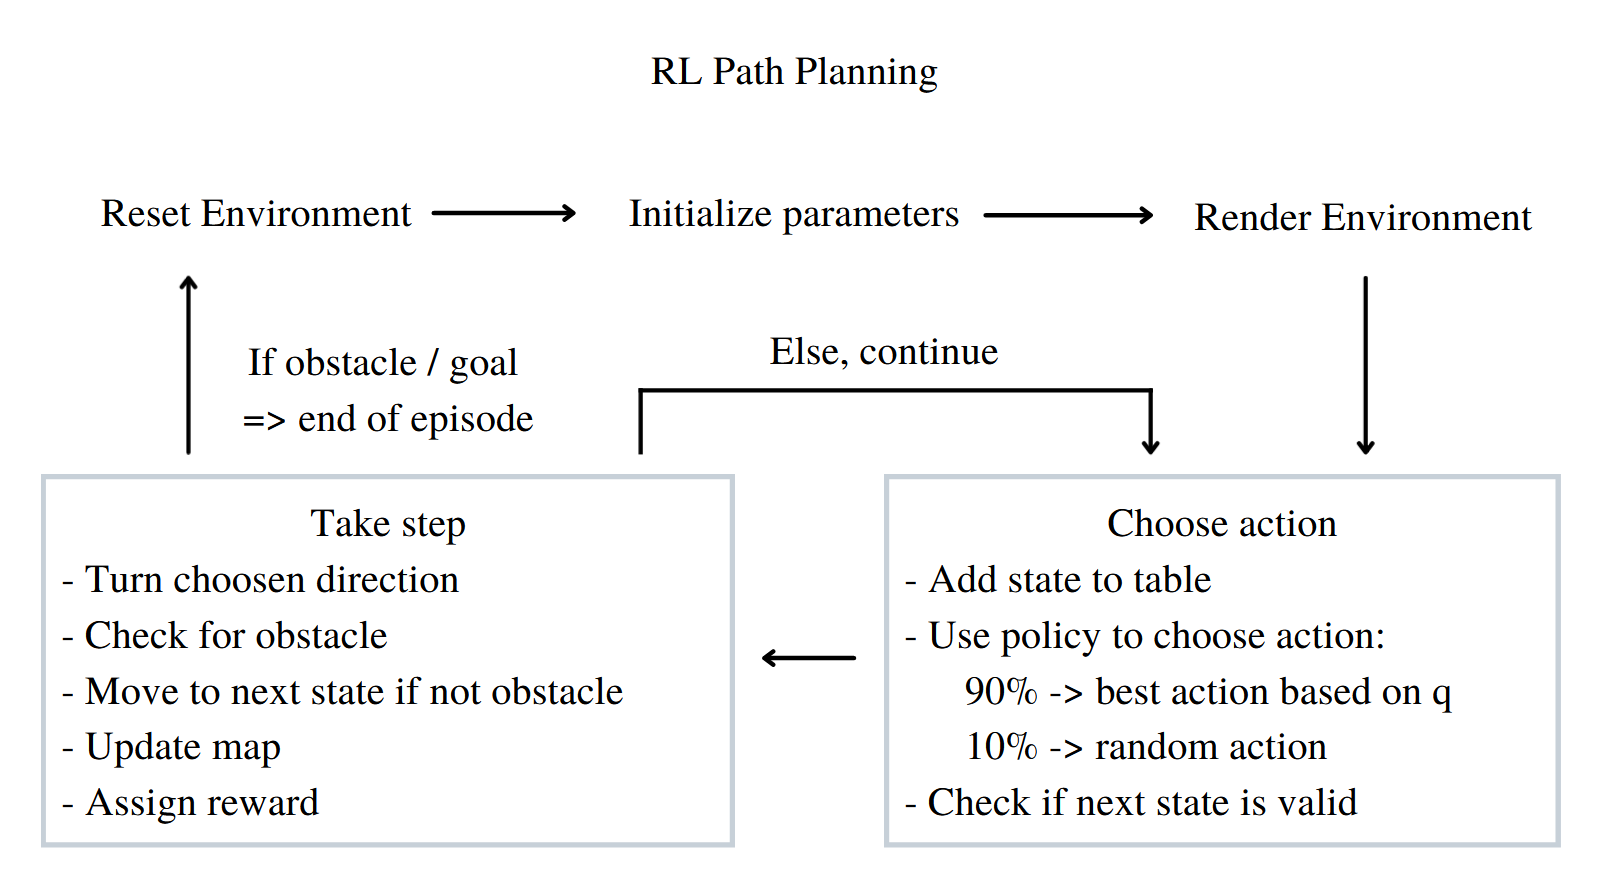 RL Path Planning
Reset Environment
Initialize parameters
Render Environment
If obstacle / goal
=> end of episode
Else, continue
Take step
- Turn choosen direction
- Check for obstacle
- Move to next state if not obstacle
- Update map
- Assign reward
Choose action
- Add state to table
- Use policy to choose action:
90% -> best action based on q
10% -> random action
- Check if next state is valid